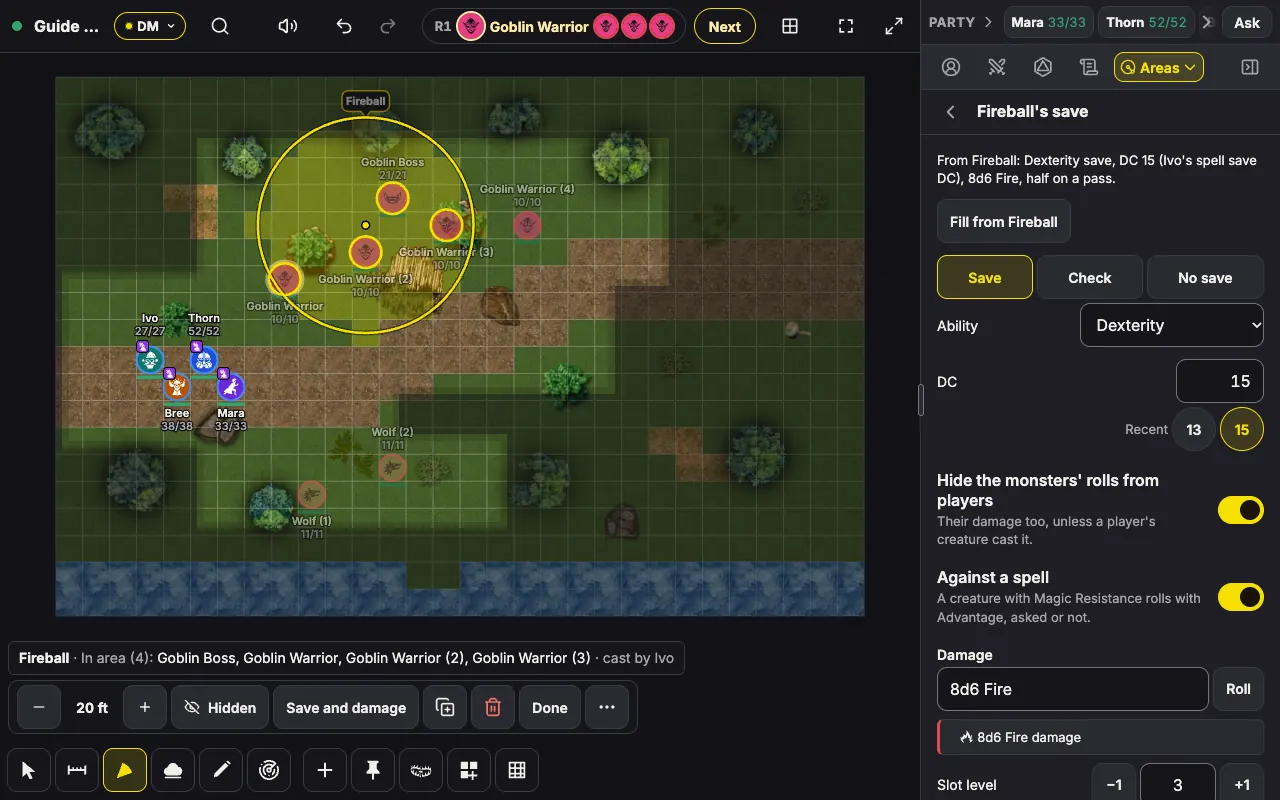 Guide ...
DM
R1
Goblin Warrior
Next
PARTY
Mara 33/33
Thorn 52/52
Ask
Areas
Fireball's save
From Fireball: Dexterity save, DC 15 (Ivo's spell save
DC), 8d6 Fire, half on a pass.
Fill from Fireball
Save
Check
No save
Ability
Dexterity
DC
15
Recent
13
15
Hide the monsters' rolls from
players
Their damage too, unless a player's
creature cast it.
Against a spell
A creature with Magic Resistance rolls with
Advantage, asked or not.
Damage
8d6 Fire
Roll
8d6 Fire damage
Slot level
−1
3
+1
Fireball
Goblin Boss
21/21
Goblin Warrior (4)
10/10
Goblin Warrior (3)
10/10
Goblin Warrior (2)
10/10
Goblin Warrior
10/10
Ivo
27/27
Thorn
52/52
Bree
38/38
Mara
33/33
Wolf (2)
11/11
Wolf (1)
11/11
Fireball · In area (4): Goblin Boss, Goblin Warrior, Goblin Warrior (2), Goblin Warrior (3) · cast by Ivo
−
20 ft
+
Hidden
Save and damage
Done